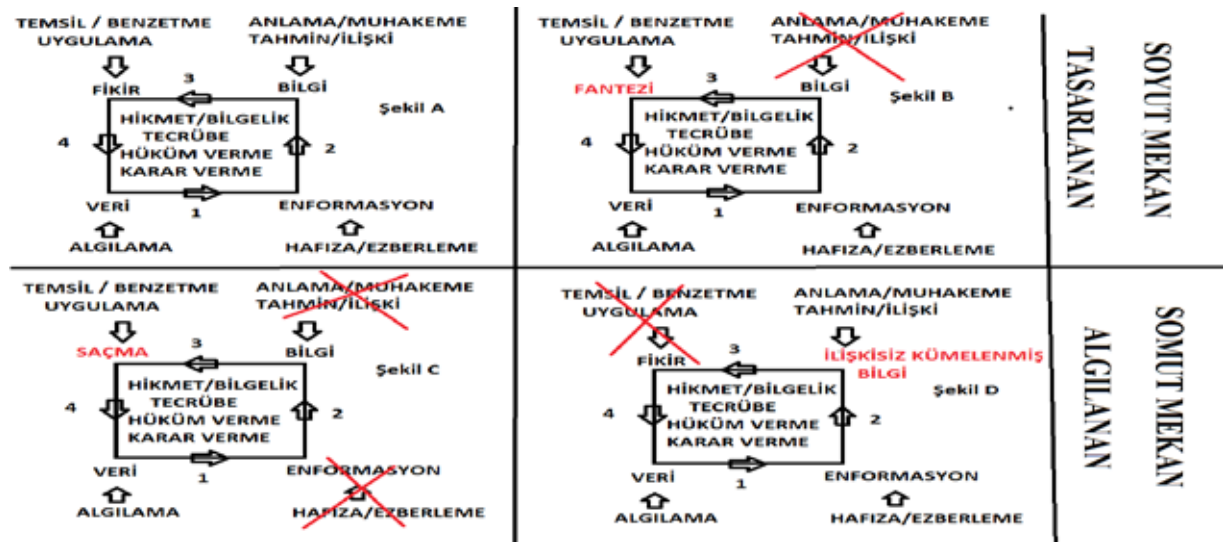 TEMSİL / BENZETME
UYGULAMA
ANLAMA/MUHAKEME
TAHMİN/İLİŞKİ
FİKİR
3
BİLGİ
Şekil A
HİKMET/BİLGELİK
TECRÜBE
HÜKÜM VERME
KARAR VERME
4
2
VERİ
1
ENFORMASYON
ALGILAMA
HAFIZA/EZBERLEME
TEMSİL / BENZETME
UYGULAMA
ANLAMA/MUHAKEME
TAHMİN/İLİŞKİ
FANTEZİ
3
BİLGİ
Şekil B
HİKMET/BİLGELİK
TECRÜBE
HÜKÜM VERME
KARAR VERME
4
2
VERİ
1
ENFORMASYON
ALGILAMA
HAFIZA/EZBERLEME
SOYUT MEKAN
TASARLANAN
TEMSİL / BENZETME
UYGULAMA
ANLAMA/MUHAKEME
TAHMİN/İLİŞKİ
SAÇMA
3
BİLGİ
Şekil C
HİKMET/BİLGELİK
TECRÜBE
HÜKÜM VERME
KARAR VERME
4
2
VERİ
1
ENFORMASYON
ALGILAMA
HAFIZA/EZBERLEME
TEMSİL / BENZETME
UYGULAMA
ANLAMA/MUHAKEME
TAHMİN/İLİŞKİ
FİKİR
3
İLİŞKİSİZ KÜMELENMİŞ
BİLGİ
Şekil D
HİKMET/BİLGELİK
TECRÜBE
HÜKÜM VERME
KARAR VERME
4
2
VERİ
1
ENFORMASYON
ALGILAMA
HAFIZA/EZBERLEME
SOMUT MEKAN
ALGILANAN